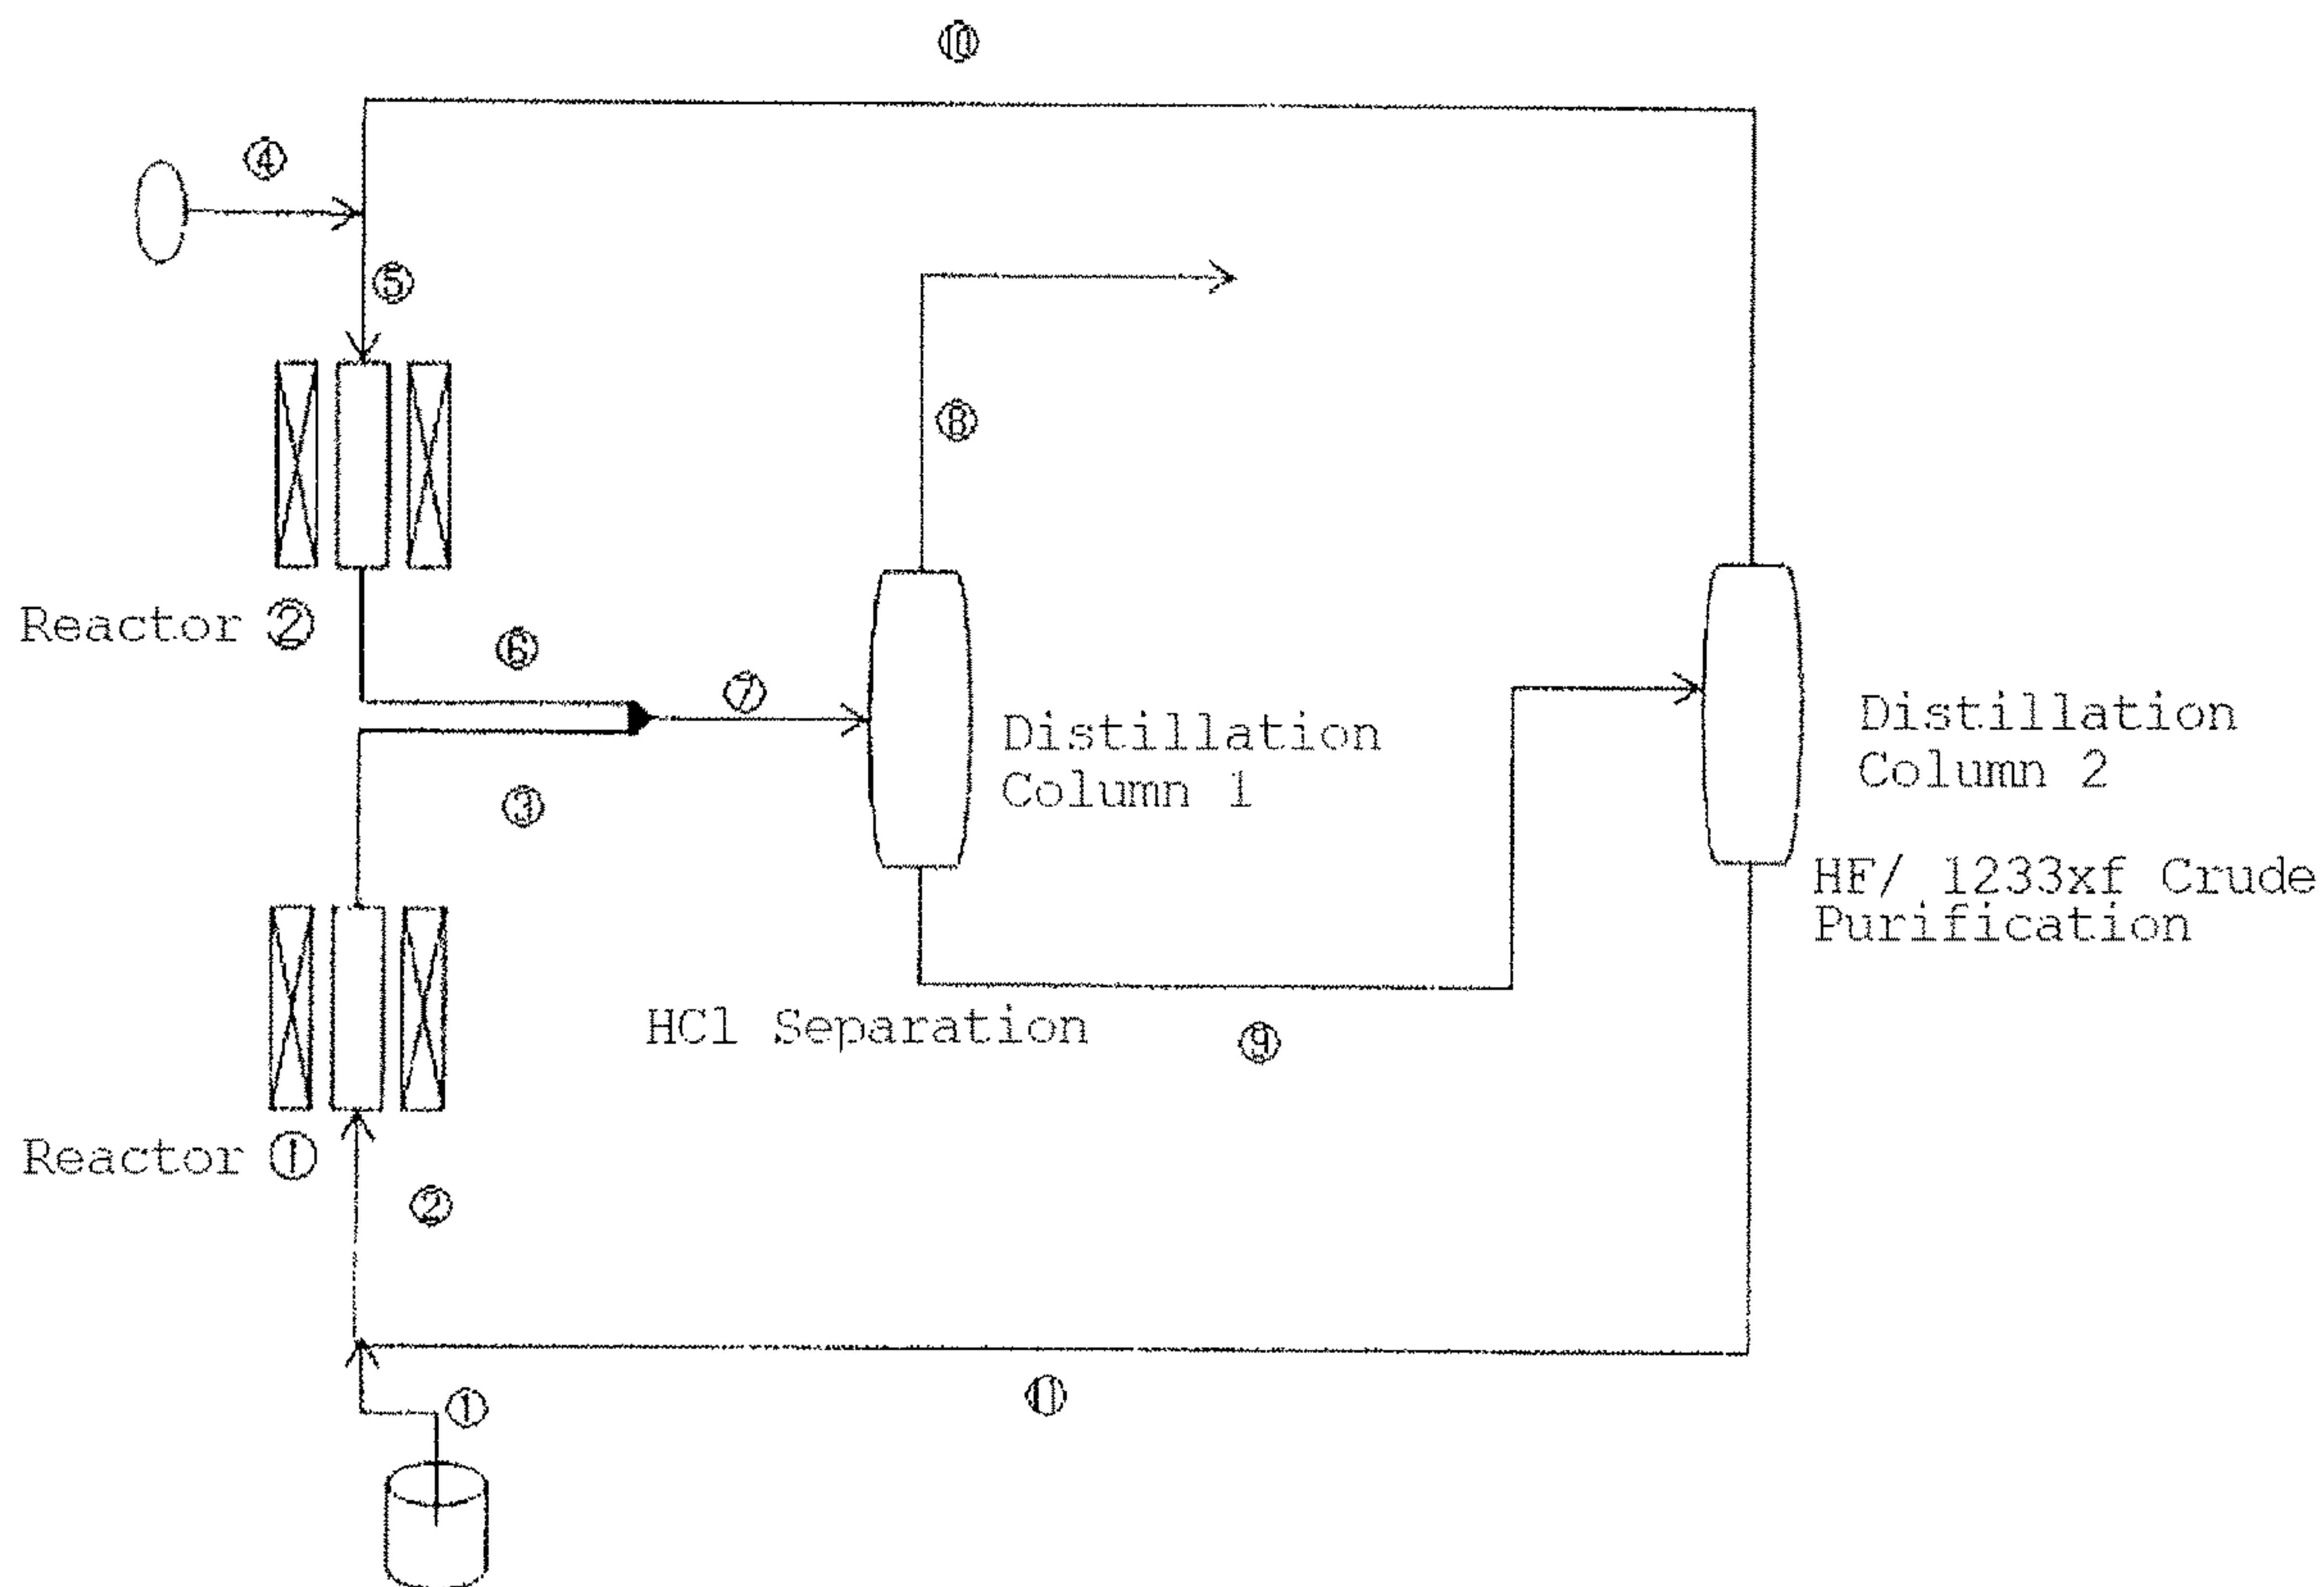 ⑩
④
⑤
⑧
Reactor ②
⑥
⑦
Distillation
Column 1
Distillation
Column 2
③
HF/ 1233xf Crude
Purification
HCl Separation
⑨
Reactor ①
②
①
⑪